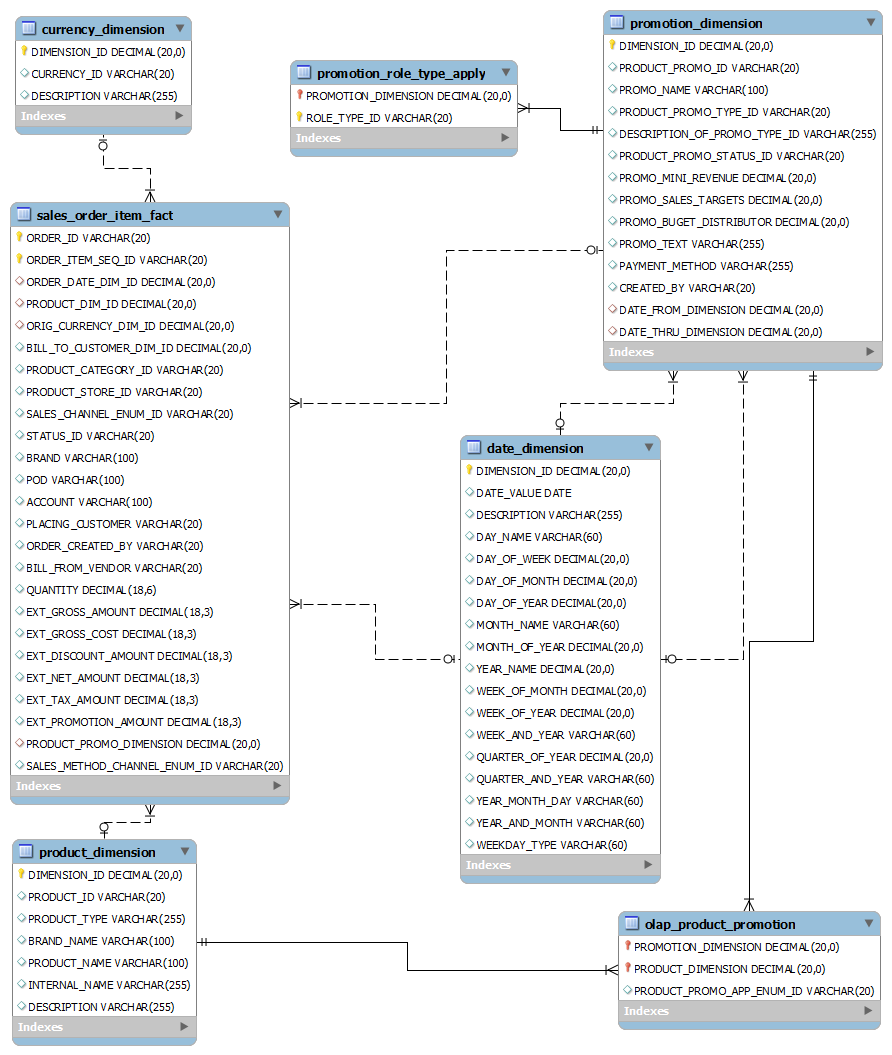 currency_dimension
DIMENSION_ID DECIMAL(20,0)
CURRENCY_ID VARCHAR(20)
DESCRIPTION VARCHAR(255)
Indexes
promotion_role_type_apply
PROMOTION_DIMENSION DECIMAL(20,0)
ROLE_TYPE_ID VARCHAR(20)
Indexes
promotion_dimension
DIMENSION_ID DECIMAL(20,0)
PRODUCT_PROMO_ID VARCHAR(20)
PROMO_NAME VARCHAR(100)
PRODUCT_PROMO_TYPE_ID VARCHAR(20)
DESCRIPTION_OF_PROMO_TYPE_ID VARCHAR(255)
PRODUCT_PROMO_STATUS_ID VARCHAR(20)
PROMO_MINI_REVENUE DECIMAL(20,0)
PROMO_SALES_TARGETS DECIMAL(20,0)
PROMO_BUGET_DISTRIBUTOR DECIMAL(20,0)
PROMO_TEXT VARCHAR(255)
PAYMENT_METHOD VARCHAR(255)
CREATED_BY VARCHAR(20)
DATE_FROM_DIMENSION DECIMAL(20,0)
DATE_THRU_DIMENSION DECIMAL(20,0)
Indexes
sales_order_item_fact
ORDER_ID VARCHAR(20)
ORDER_ITEM_SEQ_ID VARCHAR(20)
ORDER_DATE_DIM_ID DECIMAL(20,0)
PRODUCT_DIM_ID DECIMAL(20,0)
ORIG_CURRENCY_DIM_ID DECIMAL(20,0)
BILL_TO_CUSTOMER_DIM_ID DECIMAL(20,0)
PRODUCT_CATEGORY_ID VARCHAR(20)
PRODUCT_STORE_ID VARCHAR(20)
SALES_CHANNEL_ENUM_ID VARCHAR(20)
STATUS_ID VARCHAR(20)
BRAND VARCHAR(100)
POD VARCHAR(100)
ACCOUNT VARCHAR(100)
PLACING_CUSTOMER VARCHAR(20)
ORDER_CREATED_BY VARCHAR(20)
BILL_FROM_VENDOR VARCHAR(20)
QUANTITY DECIMAL(18,6)
EXT_GROSS_AMOUNT DECIMAL(18,3)
EXT_GROSS_COST DECIMAL(18,3)
EXT_DISCOUNT_AMOUNT DECIMAL(18,3)
EXT_NET_AMOUNT DECIMAL(18,3)
EXT_TAX_AMOUNT DECIMAL(18,3)
EXT_PROMOTION_AMOUNT DECIMAL(18,3)
PRODUCT_PROMO_DIMENSION DECIMAL(20,0)
SALES_METHOD_CHANNEL_ENUM_ID VARCHAR(20)
Indexes
date_dimension
DIMENSION_ID DECIMAL(20,0)
DATE_VALUE DATE
DESCRIPTION VARCHAR(255)
DAY_NAME VARCHAR(60)
DAY_OF_WEEK DECIMAL(20,0)
DAY_OF_MONTH DECIMAL(20,0)
DAY_OF_YEAR DECIMAL(20,0)
MONTH_NAME VARCHAR(60)
MONTH_OF_YEAR DECIMAL(20,0)
YEAR_NAME DECIMAL(20,0)
WEEK_OF_MONTH DECIMAL(20,0)
WEEK_OF_YEAR DECIMAL(20,0)
WEEK_AND_YEAR VARCHAR(60)
QUARTER_OF_YEAR DECIMAL(20,0)
QUARTER_AND_YEAR VARCHAR(60)
YEAR_MONTH_DAY VARCHAR(60)
YEAR_AND_MONTH VARCHAR(60)
WEEKDAY_TYPE VARCHAR(60)
Indexes
product_dimension
DIMENSION_ID DECIMAL(20,0)
PRODUCT_ID VARCHAR(20)
PRODUCT_TYPE VARCHAR(255)
BRAND_NAME VARCHAR(100)
PRODUCT_NAME VARCHAR(100)
INTERNAL_NAME VARCHAR(255)
DESCRIPTION VARCHAR(255)
Indexes
olap_product_promotion
PROMOTION_DIMENSION DECIMAL(20,0)
PRODUCT_DIMENSION DECIMAL(20,0)
PRODUCT_PROMO_APP_ENUM_ID VARCHAR(20)
Indexes